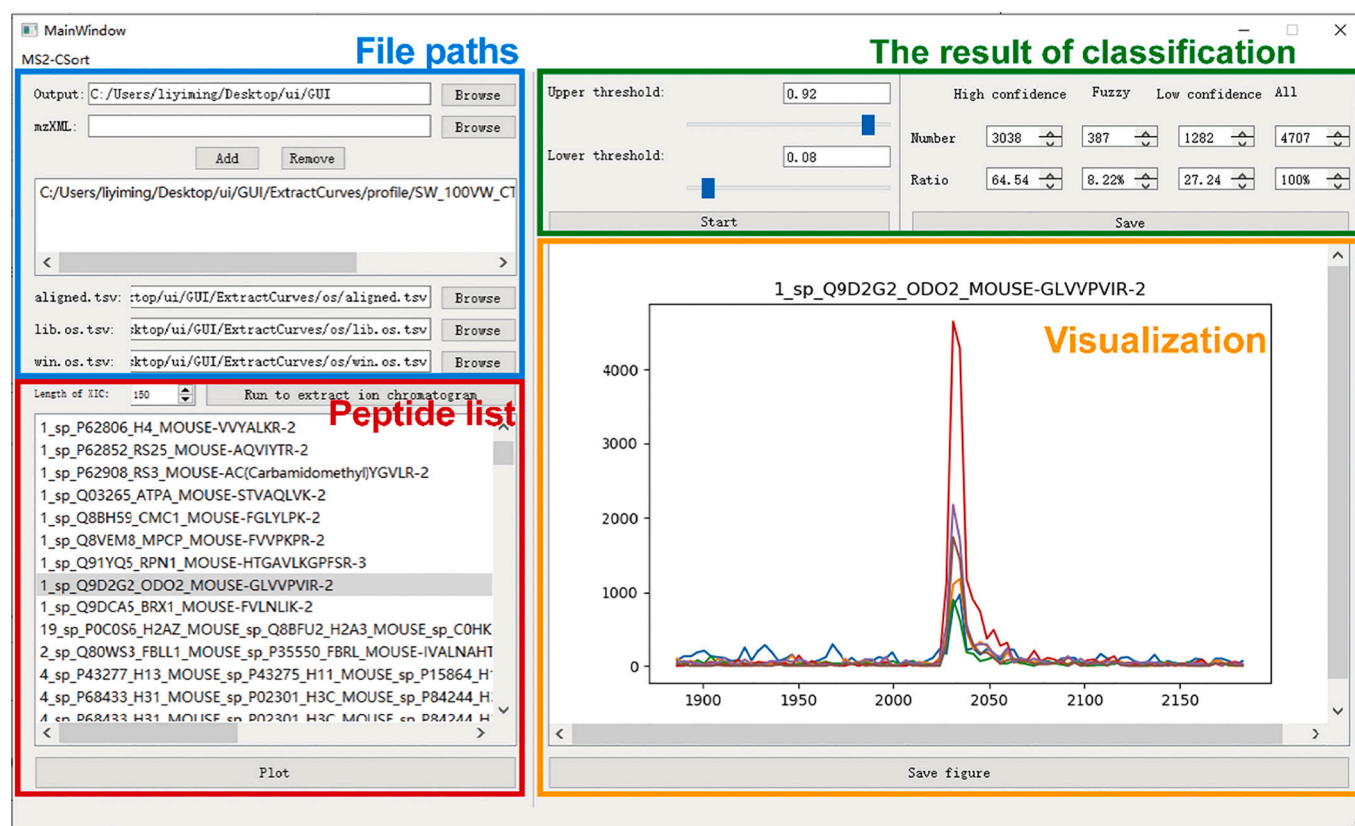 MainWindow
MS2-CSort
File paths
The result of classification
Output: C:/Users/liyiming/Desktop/ui/GUI Browse
mzXML: Browse
Add Remove
C:/Users/liyiming/Desktop/ui/GUI/ExtractCurves/profile/SW_100VW_CT
aligned.tsv: :top/ui/GUI/ExtractCurves/os/aligned.tsv Browse
lib.os.tsv: sktop/ui/GUI/ExtractCurves/os/lib.os.tsv Browse
win.os.tsv: sktop/ui/GUI/ExtractCurves/os/win.os.tsv Browse
Upper threshold: 0.92
Lower threshold: 0.08
Start
High confidence Fuzzy Low confidence All
Number 3038 387 1282 4707
Ratio 64.54 8.22% 27.24 100%
Save
Length of XIC: 150 Run to extract ion chromatogram
Peptide list
1_sp_P62806_H4_MOUSE-VVYALKR-2
1_sp_P62852_RS25_MOUSE-AQVIYTR-2
1_sp_P62908_RS3_MOUSE-AC(Carbamidomethyl)YGVLR-2
1_sp_Q03265_ATPA_MOUSE-STVAQLVK-2
1_sp_Q8BH59_CMC1_MOUSE-FGLYLPK-2
1_sp_Q8VEM8_MPCP_MOUSE-FVVPKPR-2
1_sp_Q91YQ5_RPN1_MOUSE-HTGAVLKGPFSR-3
1_sp_Q9D2G2_ODO2_MOUSE-GLVVPVIR-2
1_sp_Q9DCA5_BRX1_MOUSE-FVLNLIK-2
19_sp_P0C0S6_H2AZ_MOUSE_sp_Q8BFU2_H2A3_MOUSE_sp_C0HK
2_sp_Q80WS3_FBLL1_MOUSE_sp_P35550_FBRL_MOUSE-IVALNAHT
4_sp_P43277_H13_MOUSE_sp_P43275_H11_MOUSE_sp_P15864_H
4_sp_P68433_H31_MOUSE_sp_P02301_H3C_MOUSE_sp_P84244_H
4_sp_P68433_H31_MOUSE_sp_P02301_H3C_MOUSE_sp_P84244_H
Plot
1_sp_Q9D2G2_ODO2_MOUSE-GLVVPVIR-2
Visualization
4000
3000
2000
1000
0
1900 1950 2000 2050 2100 2150
Save figure